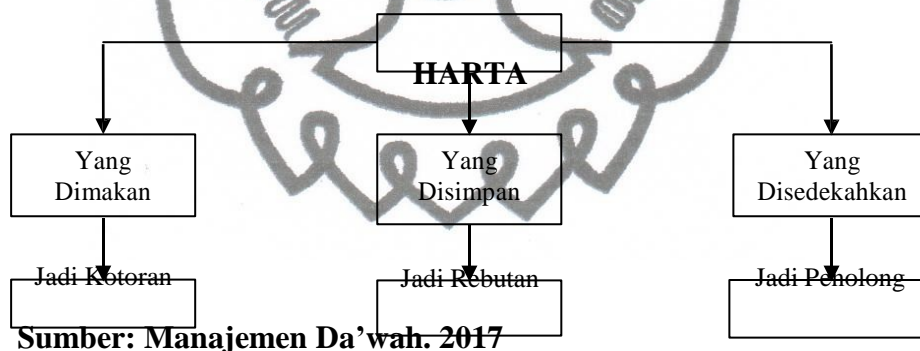 HARTA
Yang
Dimakan
Yang
Disimpan
Yang
Disedekahkan
Jadi Kotoran
Jadi Rebutan
Jadi Penolong
Sumber: Manajemen Da’wah. 2017